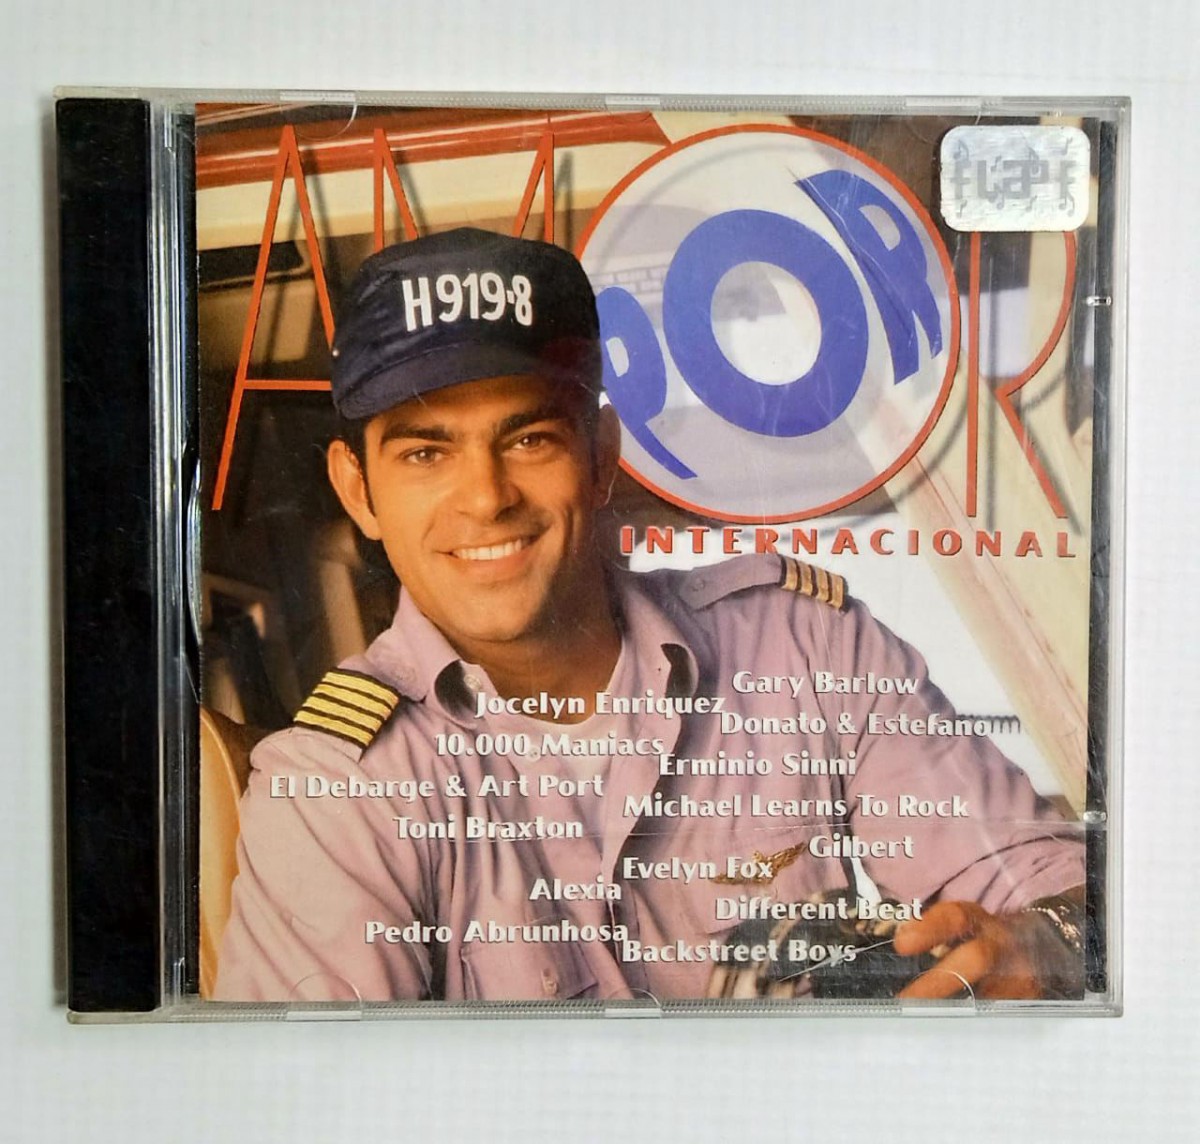 AMOR
POR
H919-8
INTERNACIONAL
Gary Barlow
Jocelyn Enriquez
Donato & Estefano
10.000 Maniacs
Erminio Sinni
El Debarge & Art Port
Michael Learns To Rock
Toni Braxton
Gilbert
Evelyn Fox
Alexia
Different Beat
Pedro Abrunhosa
Backstreet Boys